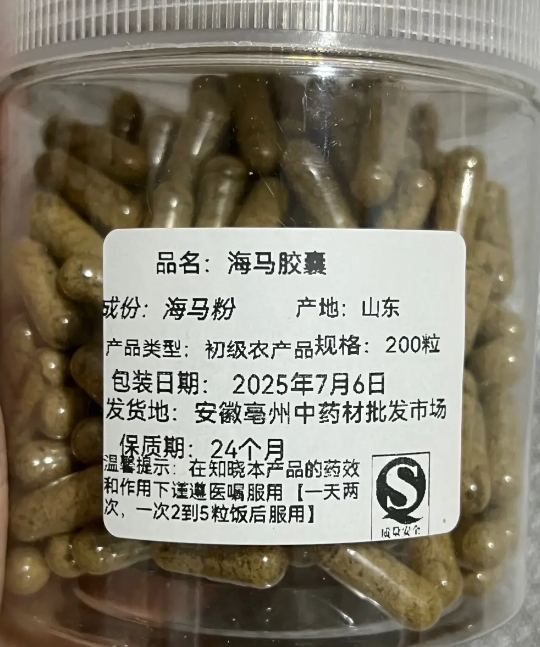 品名：海马胶囊
成份：海马粉 产地：山东
产品类型：初级农产品规格：200粒
包装日期：2025年7月6日
发货地：安徽亳州中药材批发市场
保质期：24个月
温馨提示：在知晓本产品的药效
和作用下谨遵医嘱服用【一天两
次，一次2到5粒饭后服用】
质量安全